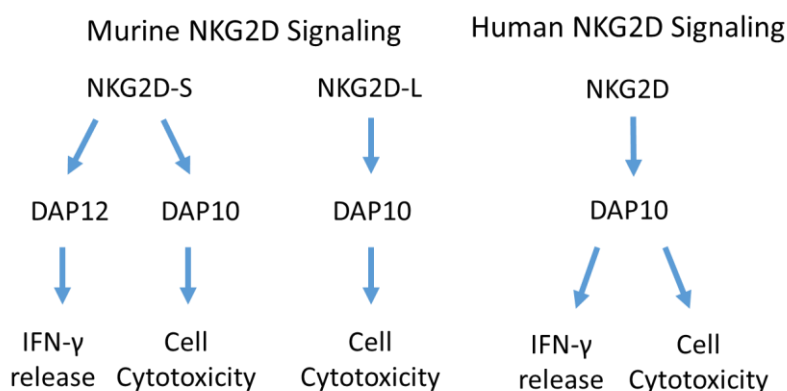 Murine NKG2D Signaling
Human NKG2D Signaling
NKG2D-S
NKG2D-L
NKG2D
DAP12
DAP10
DAP10
DAP10
IFN-γ
release
Cell
Cytotoxicity
Cell
Cytotoxicity
IFN-γ
release
Cell
Cytotoxicity